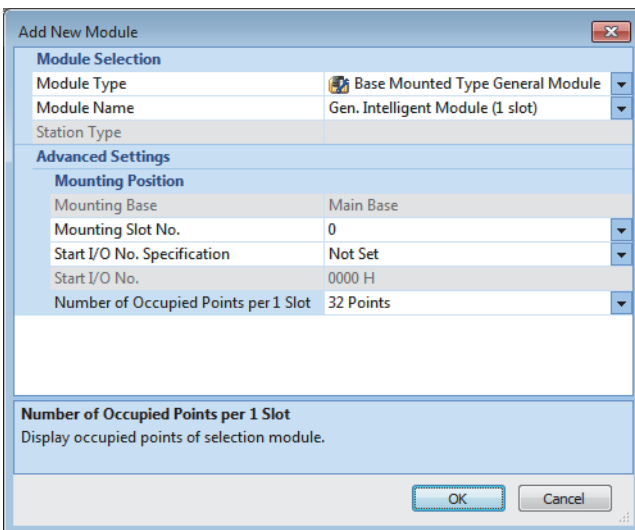 Add New Module
Module Selection
Module Type Base Mounted Type General Module
Module Name Gen. Intelligent Module (1 slot)
Station Type
Advanced Settings
Mounting Position
Mounting Base Main Base
Mounting Slot No. 0
Start I/O No. Specification Not Set
Start I/O No. 0000 H
Number of Occupied Points per 1 Slot 32 Points
Number of Occupied Points per 1 Slot
Display occupied points of selection module.
OK Cancel